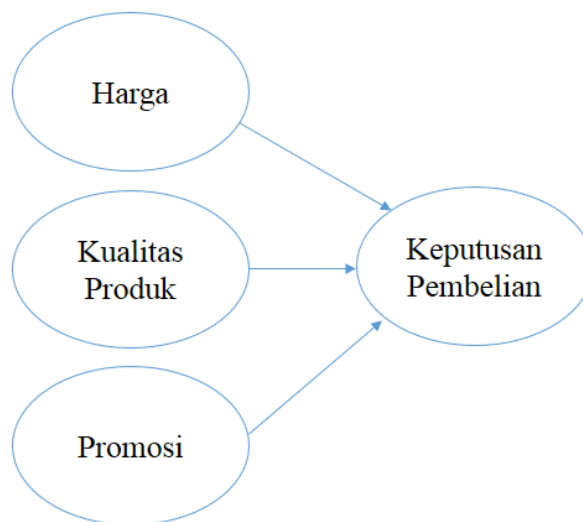 Harga
Kualitas
Produk
Keputusan
Pembelian
Promosi